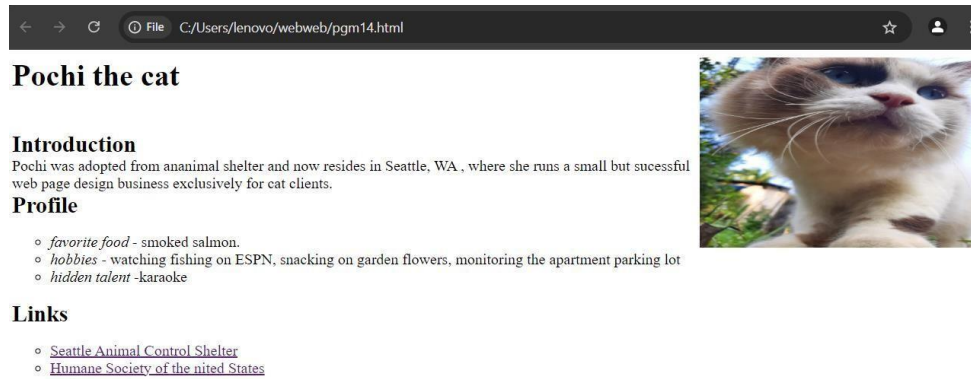 File C:/Users/lenovo/webweb/pgm14.html
Pochi the cat
Introduction
Pochi was adopted from ananimal shelter and now resides in Seattle, WA , where she runs a small but sucessful
web page design business exclusively for cat clients.
Profile
favorite food - smoked salmon.
hobbies - watching fishing on ESPN, snacking on garden flowers, monitoring the apartment parking lot
hidden talent -karaoke
Links
Seattle Animal Control Shelter
Humane Society of the nited States